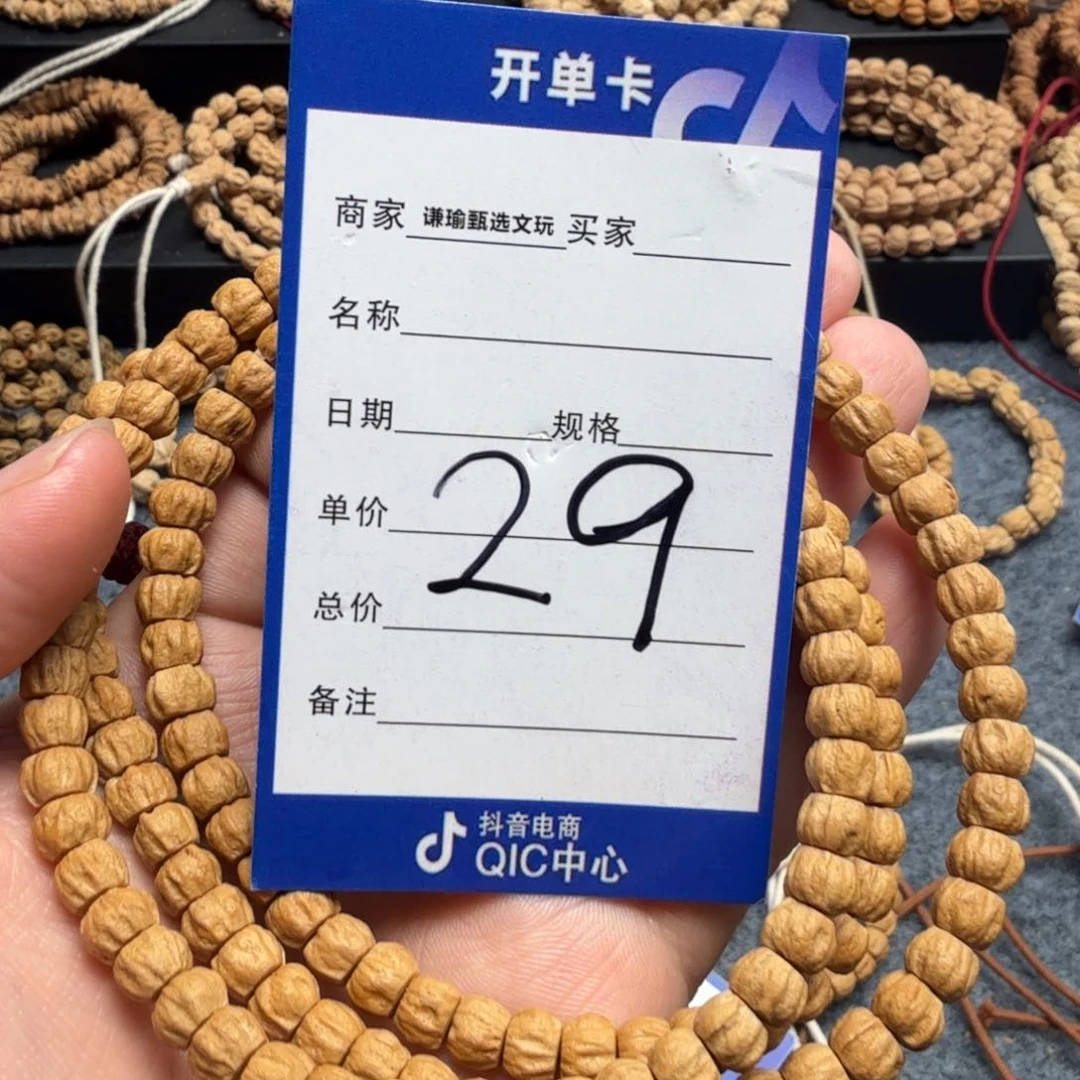 开单卡
商家 谦瑜甄选文玩 买家
名称
日期 规格
单价
29
总价
备注
抖音电商
QIC中心